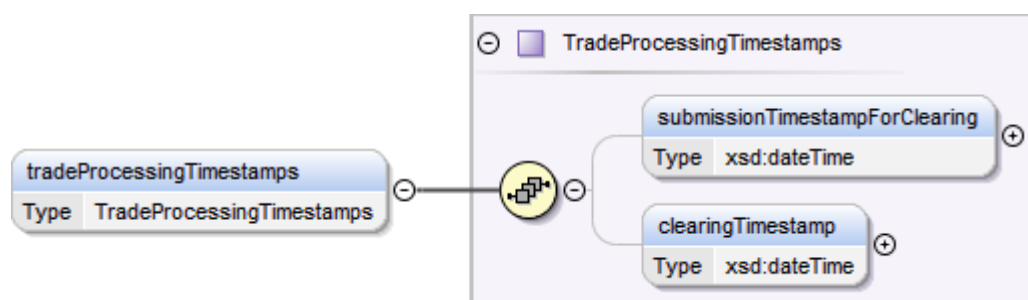 TradeProcessingTimestamps
submissionTimestampForClearing
Type xsd:dateTime
tradeProcessingTimestamps
Type TradeProcessingTimestamps
clearingTimestamp
Type xsd:dateTime